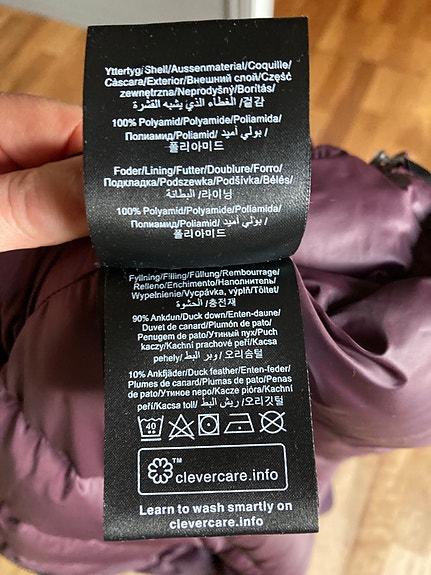 Yttertyg/Shell/Aussenmaterial/Coquille/
Càscara/Exterior/Внешний слой/Część
zewnętrzna/Neprodyšný/Borítás/
الغطاء الذي يشبه القشرة / 겉감
100% Polyamid/Polyamide/Poliamida/
Полиамид/Poliamid/ بولي أميد /
폴리아미드
Foder/Lining/Futter/Doublure/Forro/
Подкладка/Podszewka/Podšívka/Bélés/
البطانة/라이닝
100% Polyamid/Polyamide/Poliamida/
Полиамид/Poliamid/ بولي أميد /
폴리아미드
Fyllning/Filling/Füllung/Rembourrage/
Relleno/Enchimento/Наполнитель/
Wypełnienie/Vycpávka, výplň/Töltet/
الحشوة/충전재
90% Ankdun/Duck down/Enten-daune/
Duvet de canard/Plumón de pato/
Penugem de pato/Утиный пух/Puch
kaczy/Kachní prachové peří/Kacsa
pehely/ وبر البط /오리솜털
10% Ankfjäder/Duck feather/Enten-feder/
Plumes de canard/Plumas de pato/Penas
de pato/Утиное перо/Kacze pióra/Kachní
peří/Kacsa toll/ ريش البط /오리깃털
40
™
clevercare.info
Learn to wash smartly on
clevercare.info